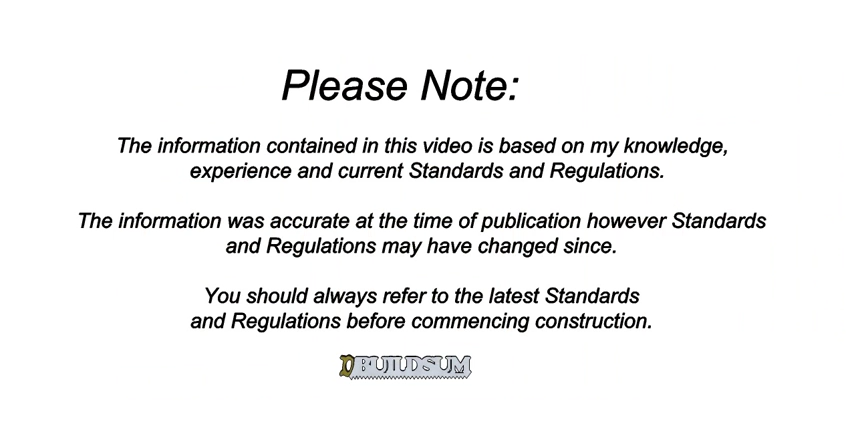 Please Note:
The information contained in this video is based on my knowledge,
experience and current Standards and Regulations.
The information was accurate at the time of publication however Standards
and Regulations may have changed since.
You should always refer to the latest Standards
and Regulations before commencing construction.
BUILDSUM